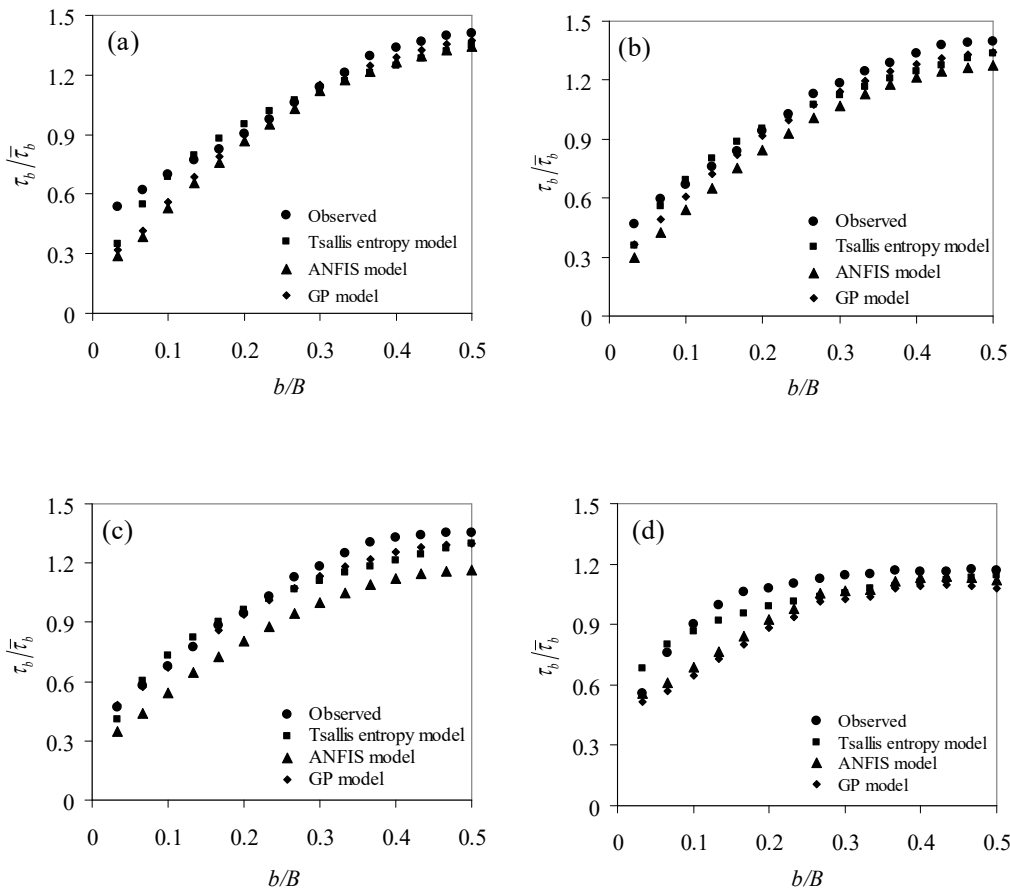 (a)
1.5
1.2
0.9
0.6
0.3
0
τb/τ̄b
Observed
Tsallis entropy model
ANFIS model
GP model
0 0.1 0.2 0.3 0.4 0.5
b/B
(b)
1.5
1.2
0.9
0.6
0.3
0
τb/τ̄b
Observed
Tsallis entropy model
ANFIS model
GP model
0 0.1 0.2 0.3 0.4 0.5
b/B
(c)
1.5
1.2
0.9
0.6
0.3
0
τb/τ̄b
Observed
Tsallis entropy model
ANFIS model
GP model
0 0.1 0.2 0.3 0.4 0.5
b/B
(d)
1.5
1.2
0.9
0.6
0.3
0
τb/τ̄b
Observed
Tsallis entropy model
ANFIS model
GP model
0 0.1 0.2 0.3 0.4 0.5
b/B